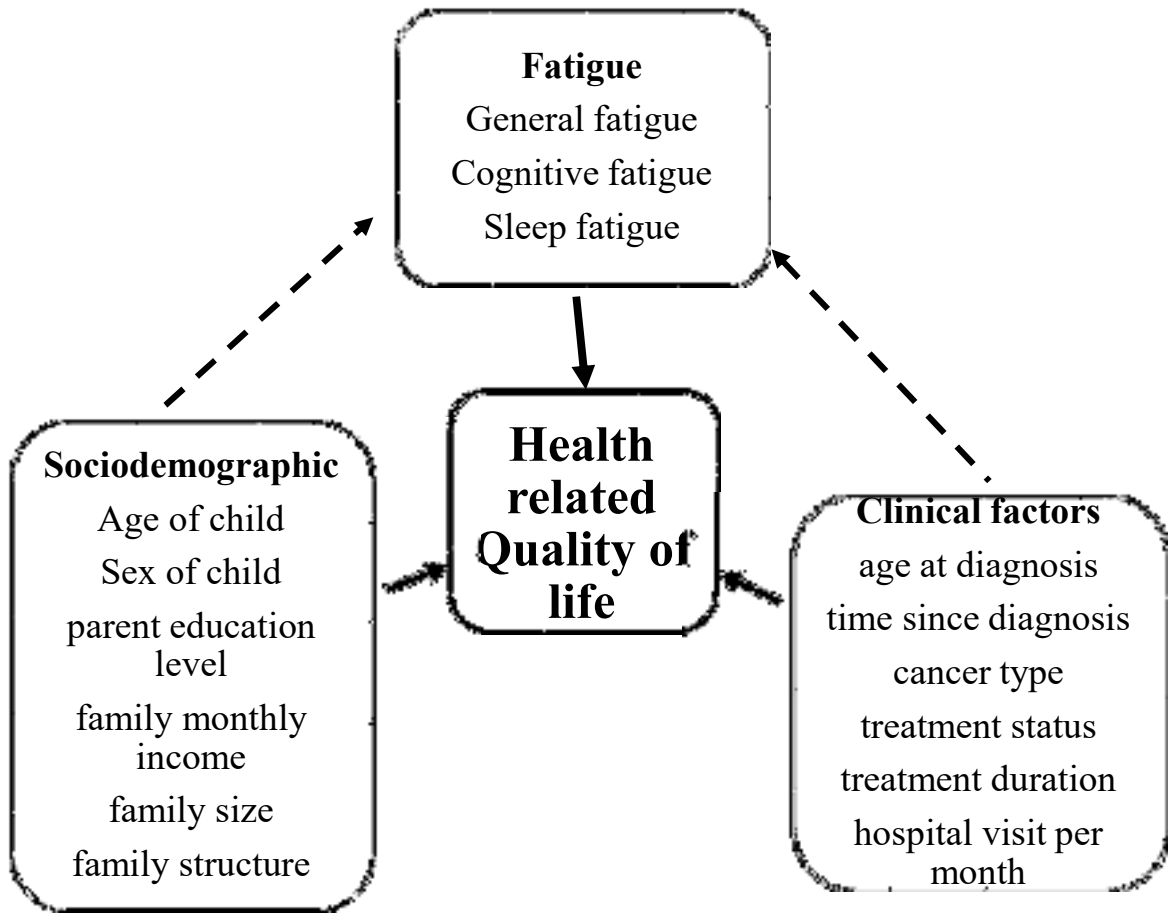 Fatigue
General fatigue
Cognitive fatigue
Sleep fatigue
Health
related
Quality of
life
Sociodemographic
Age of child
Sex of child
parent education
level
family monthly
income
family size
family structure
Clinical factors
age at diagnosis
time since diagnosis
cancer type
treatment status
treatment duration
hospital visit per
month